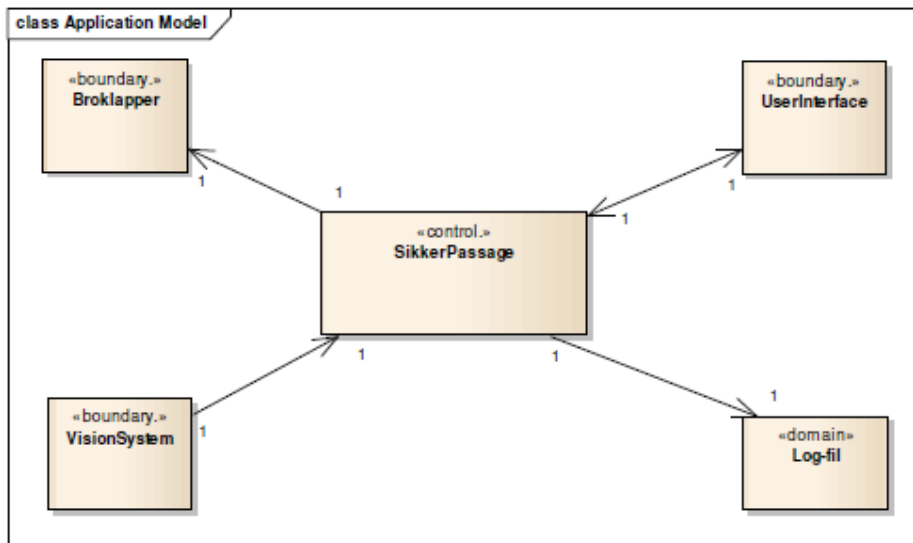 class Application Model
«boundary.»
Broklapper
«boundary.»
UserInterface
1
1
1
1
«control.»
SikkerPassage
1
1
1
1
«boundary.»
VisionSystem
«domain»
Log-fil